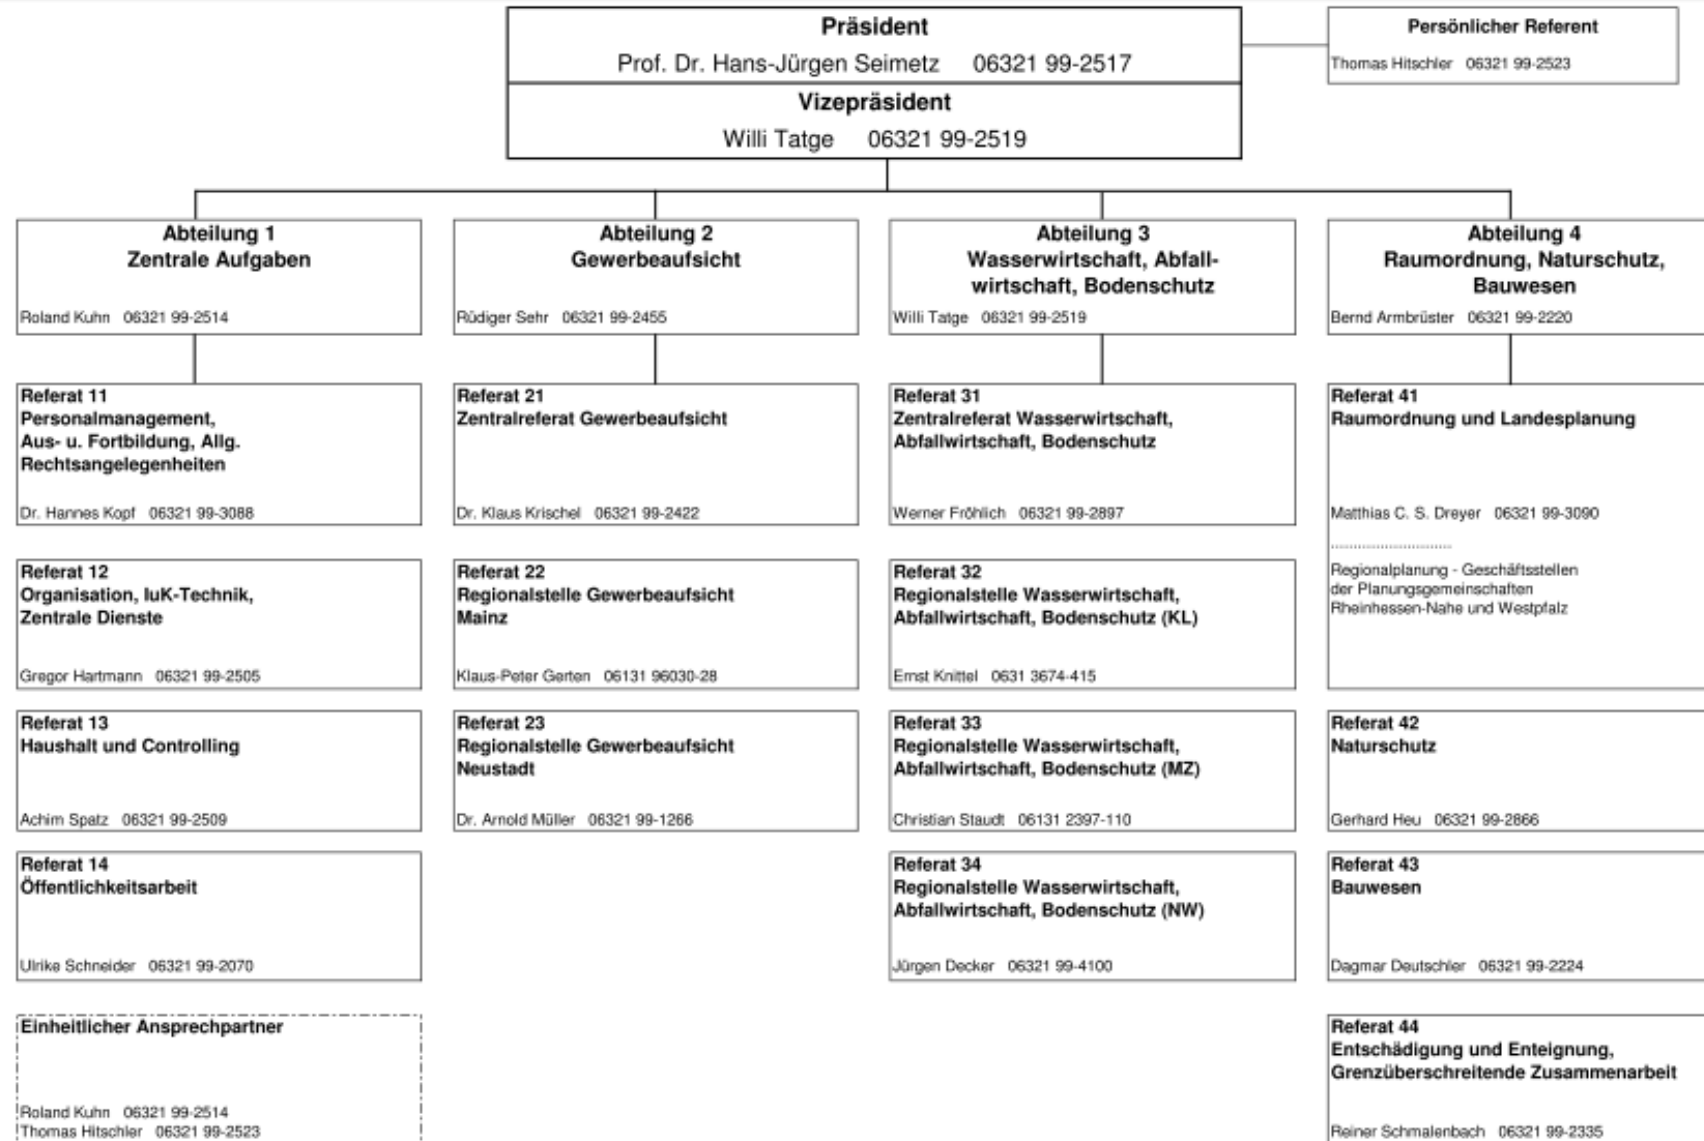 Präsident
Prof. Dr. Hans-Jürgen Seimetz 06321 99-2517
Vizepräsident
Willi Tatge 06321 99-2519
Persönlicher Referent
Thomas Hitschler 06321 99-2523
Abteilung 1
Zentrale Aufgaben
Roland Kuhn 06321 99-2514
Referat 11
Personalmanagement,
Aus- u. Fortbildung, Allg.
Rechtsangelegenheiten
Dr. Hannes Kopf 06321 99-3088
Referat 12
Organisation, IuK-Technik,
Zentrale Dienste
Gregor Hartmann 06321 99-2505
Referat 13
Haushalt und Controlling
Achim Spatz 06321 99-2509
Referat 14
Öffentlichkeitsarbeit
Ulrike Schneider 06321 99-2070
Einheitlicher Ansprechpartner
Roland Kuhn 06321 99-2514
Thomas Hitschler 06321 99-2523
Abteilung 2
Gewerbeaufsicht
Rüdiger Sehr 06321 99-2455
Referat 21
Zentralreferat Gewerbeaufsicht
Dr. Klaus Krischel 06321 99-2422
Referat 22
Regionalstelle Gewerbeaufsicht
Mainz
Klaus-Peter Gerten 06131 96030-28
Referat 23
Regionalstelle Gewerbeaufsicht
Neustadt
Dr. Arnold Müller 06321 99-1266
Abteilung 3
Wasserwirtschaft, Abfall-
wirtschaft, Bodenschutz
Willi Tatge 06321 99-2519
Referat 31
Zentralreferat Wasserwirtschaft,
Abfallwirtschaft, Bodenschutz
Werner Fröhlich 06321 99-2897
Referat 32
Regionalstelle Wasserwirtschaft,
Abfallwirtschaft, Bodenschutz (KL)
Ernst Knittel 0631 3674-415
Referat 33
Regionalstelle Wasserwirtschaft,
Abfallwirtschaft, Bodenschutz (MZ)
Christian Staudt 06131 2397-110
Referat 34
Regionalstelle Wasserwirtschaft,
Abfallwirtschaft, Bodenschutz (NW)
Jürgen Decker 06321 99-4100
Abteilung 4
Raumordnung, Naturschutz,
Bauwesen
Bernd Armbrüster 06321 99-2220
Referat 41
Raumordnung und Landesplanung
Matthias C. S. Dreyer 06321 99-3090
............................
Regionalplanung - Geschäftsstellen
der Planungsgemeinschaften
Rheinhessen-Nahe und Westpfalz
Referat 42
Naturschutz
Gerhard Heu 06321 99-2866
Referat 43
Bauwesen
Dagmar Deutschler 06321 99-2224
Referat 44
Entschädigung und Enteignung,
Grenzüberschreitende Zusammenarbeit
Reiner Schmalenbach 06321 99-2335